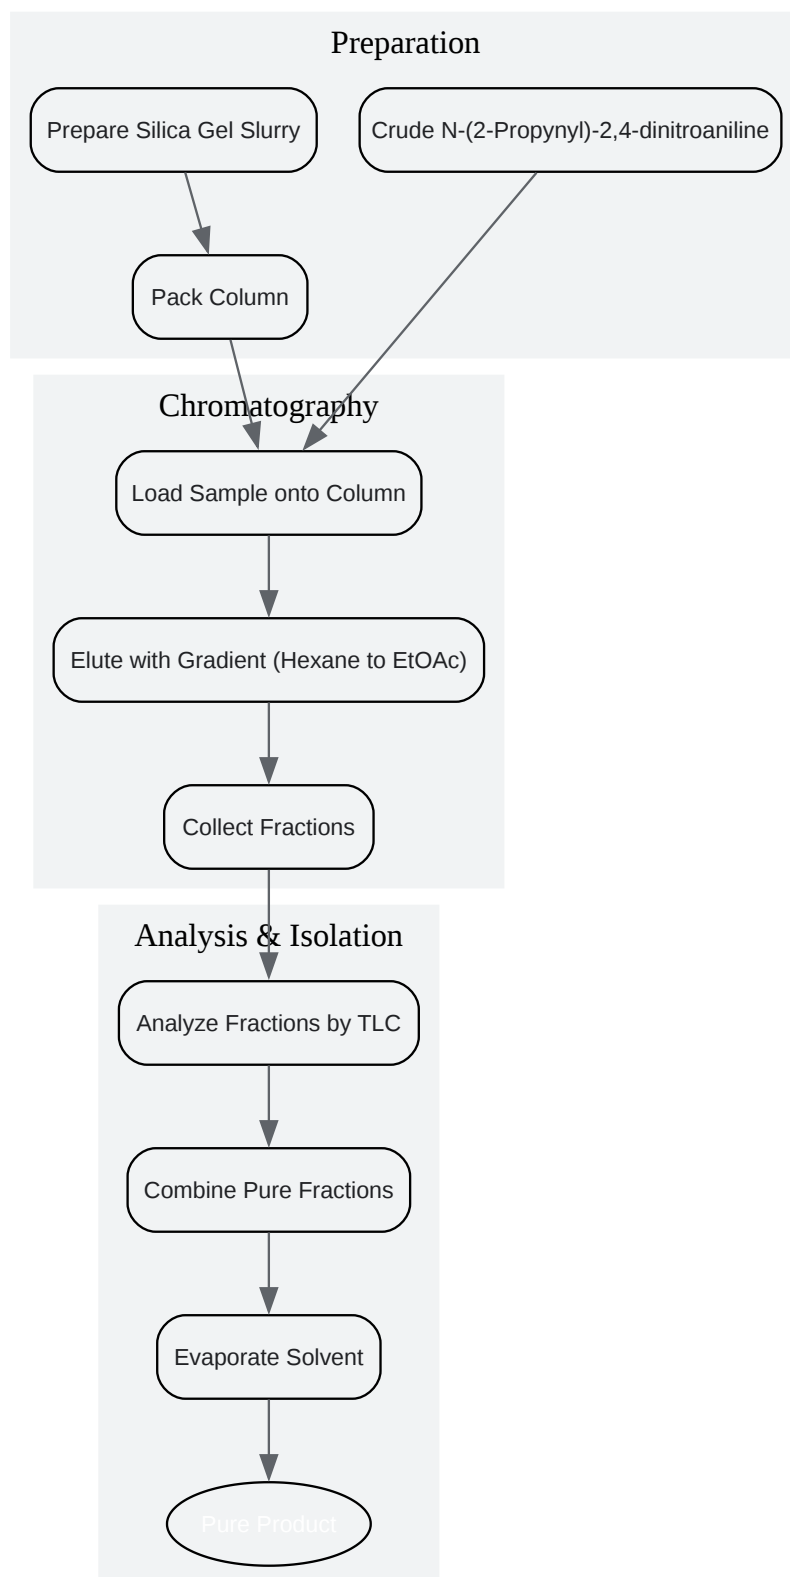 Preparation
Prepare Silica Gel Slurry
Crude N-(2-Propynyl)-2,4-dinitroaniline
Pack Column
Chromatography
Load Sample onto Column
Elute with Gradient (Hexane to EtOAc)
Collect Fractions
Analysis & Isolation
Analyze Fractions by TLC
Combine Pure Fractions
Evaporate Solvent
Pure Product